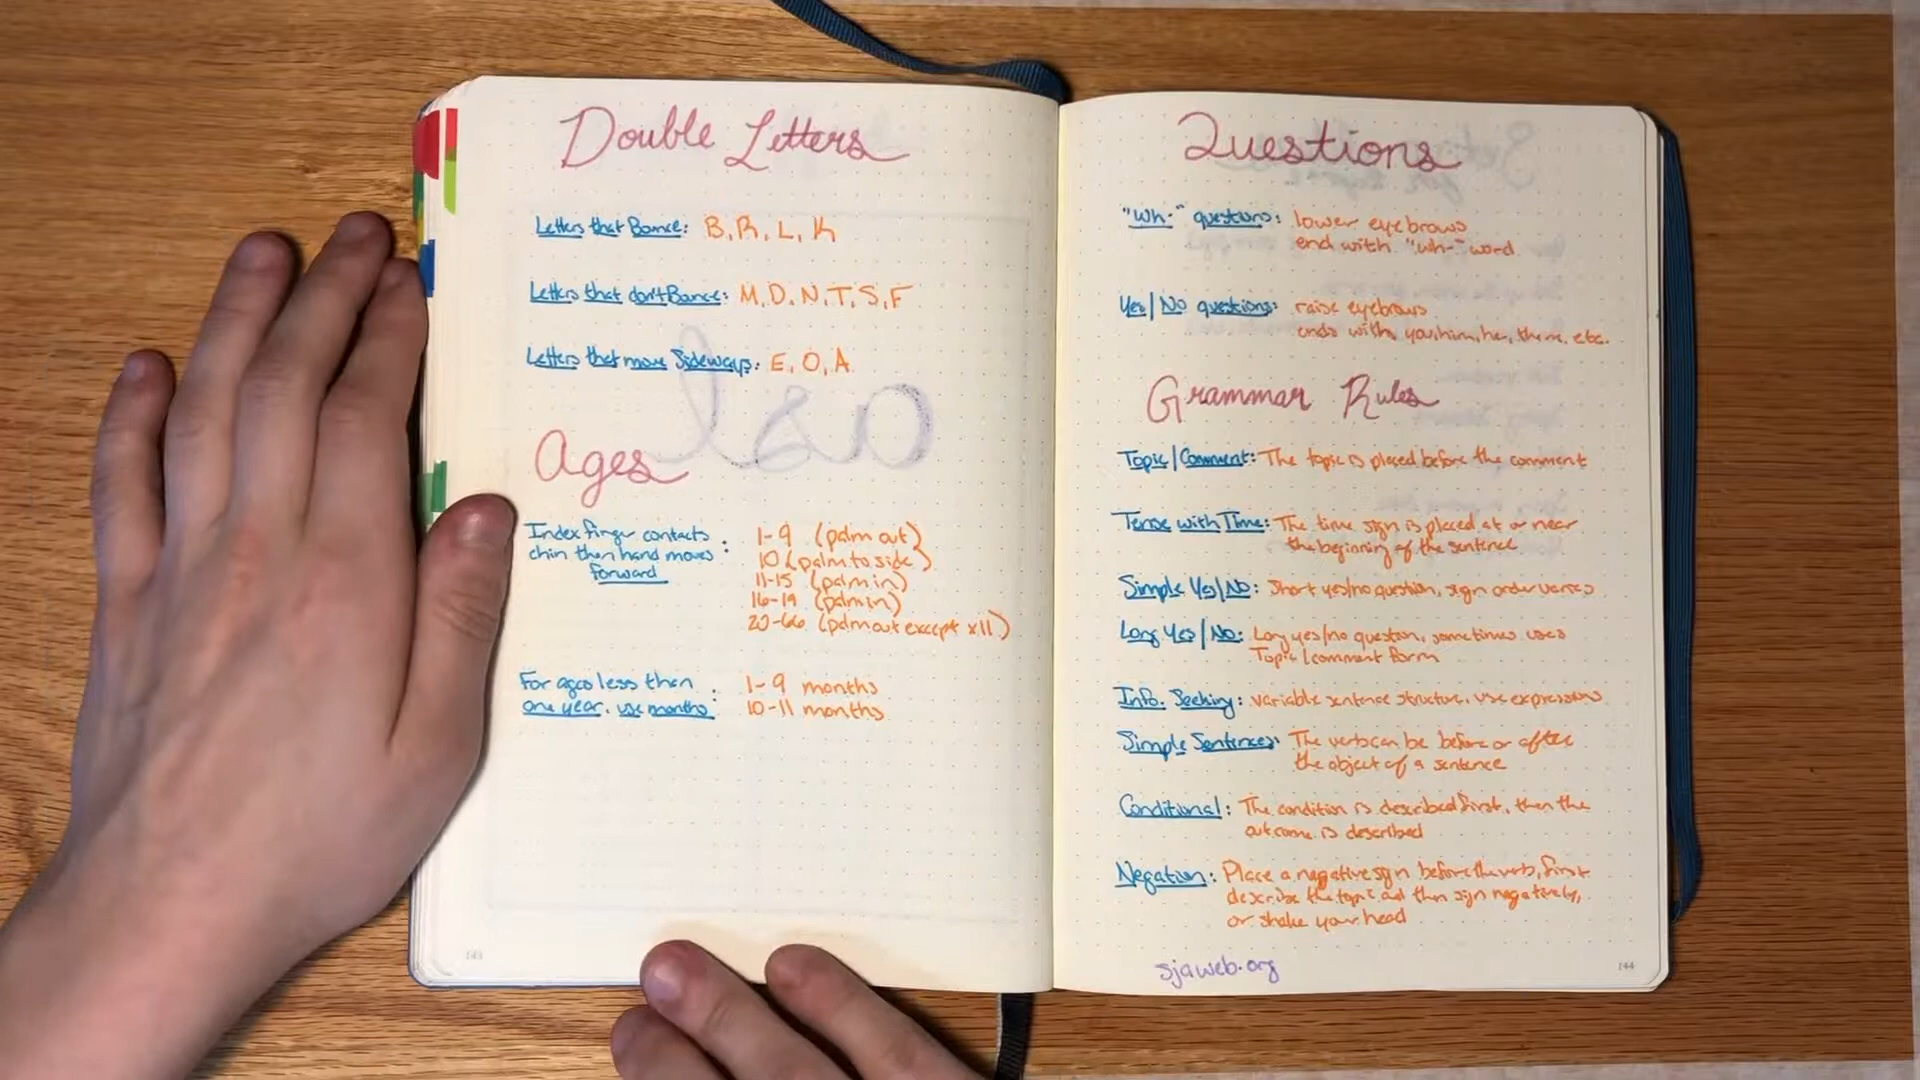 Double Letters
Letters that Bounce: B, R, L, K
Letters that don't Bounce: M, D, N, T, S, F
Letters that move Sideways: E, O, A
Ages
Index finger contacts
chin then hand moves :
forward
1-9 (palm out)
10 (palm to side)
11-15 (palm in)
16-19 (palm in)
20-66 (palm out except x11)
For ages less than :
one year, use months
1-9 months
10-11 months
143
Questions
"Wh-" questions: lower eyebrows
end with "wh-" word
Yes/No questions: raise eyebrows
ends with, you, him, her, them, etc.
Grammar Rules
Topic/Comment: The topic is placed before the comment
Tense with Time: The time sign is placed at or near
the beginning of the sentence
Simple Yes/No: Short yes/no question, sign order varies
Long Yes/No: Long yes/no question, sometimes uses
Topic/comment form
Info. Seeking: variable sentence structure, use expressions
Simple Sentences: The verb can be before or after
the object of a sentence
Conditional: The condition is described first, then the
outcome is described
Negation: Place a negative sign before the verb, first
describe the topic and then sign negatively,
or shake your head
sjaweb.org
144